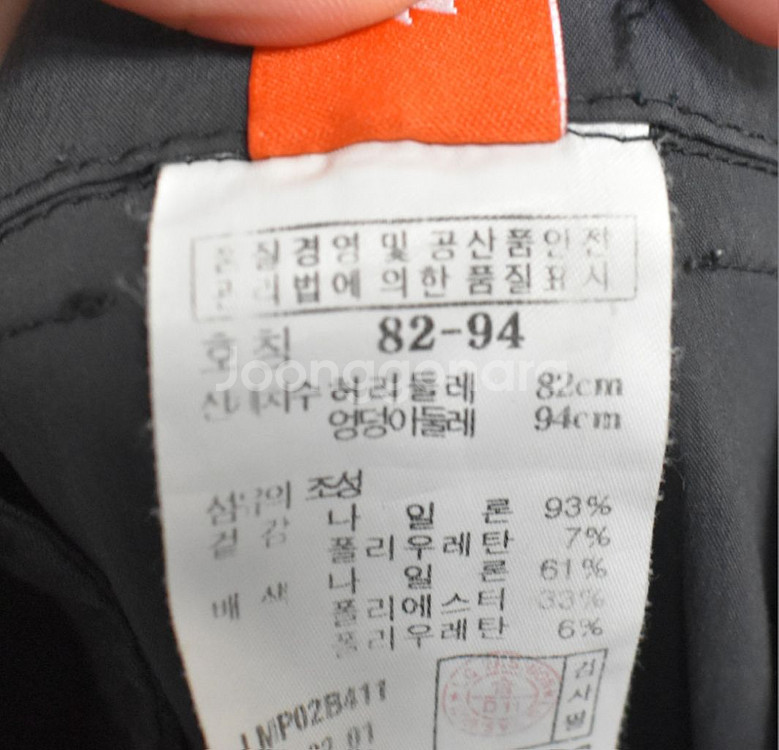 품질경영 및 공산품안전
관리법에 의한 품질표시
호칭 82-94
Joonggonara
신체치수 허리둘레 82cm
엉덩이둘레 94cm
섬유의 조성
겉감 나일론 93%
폴리우레탄 7%
배색 나일론 61%
폴리에스터 33%
폴리우레탄 6%
LMP02B411
검사필